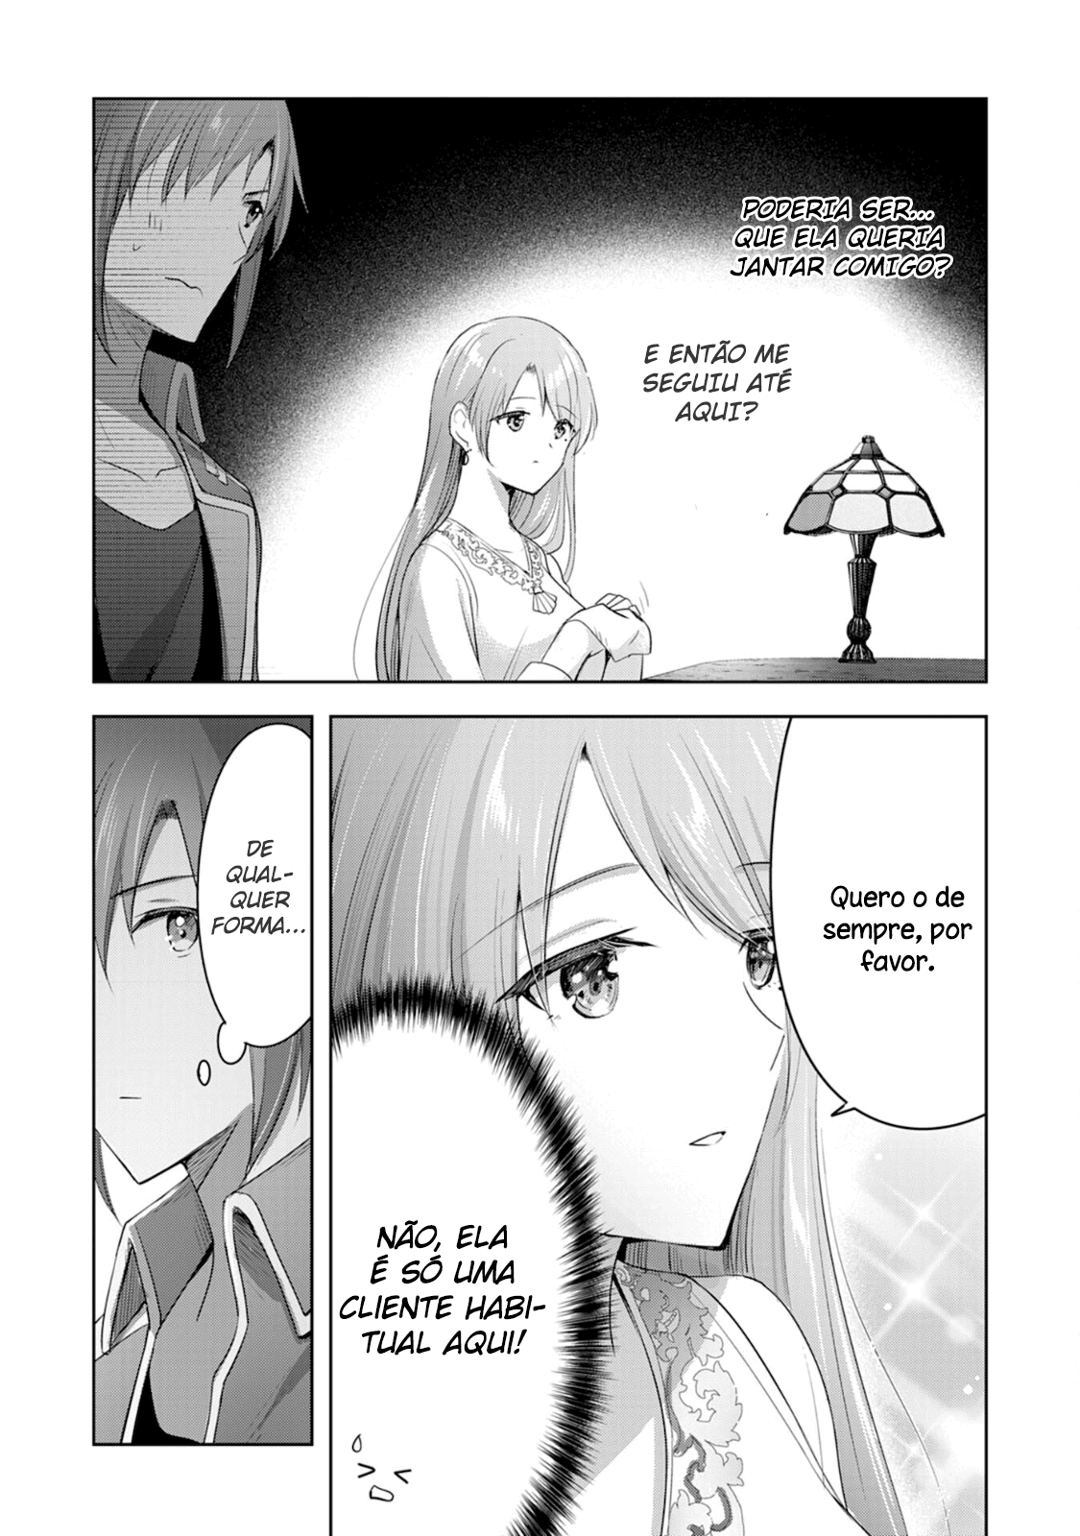 PODERIA SER...
QUE ELA QUERIA
JANTAR COMIGO?
E ENTÃO ME
SEGUIU ATÉ
AQUI?
Quero o de
sempre, por
favor.
NÃO, ELA
É SÓ UMA
CLIENTE HABI-
TUAL AQUI!
DE
QUAL-
QUER
FORMA...